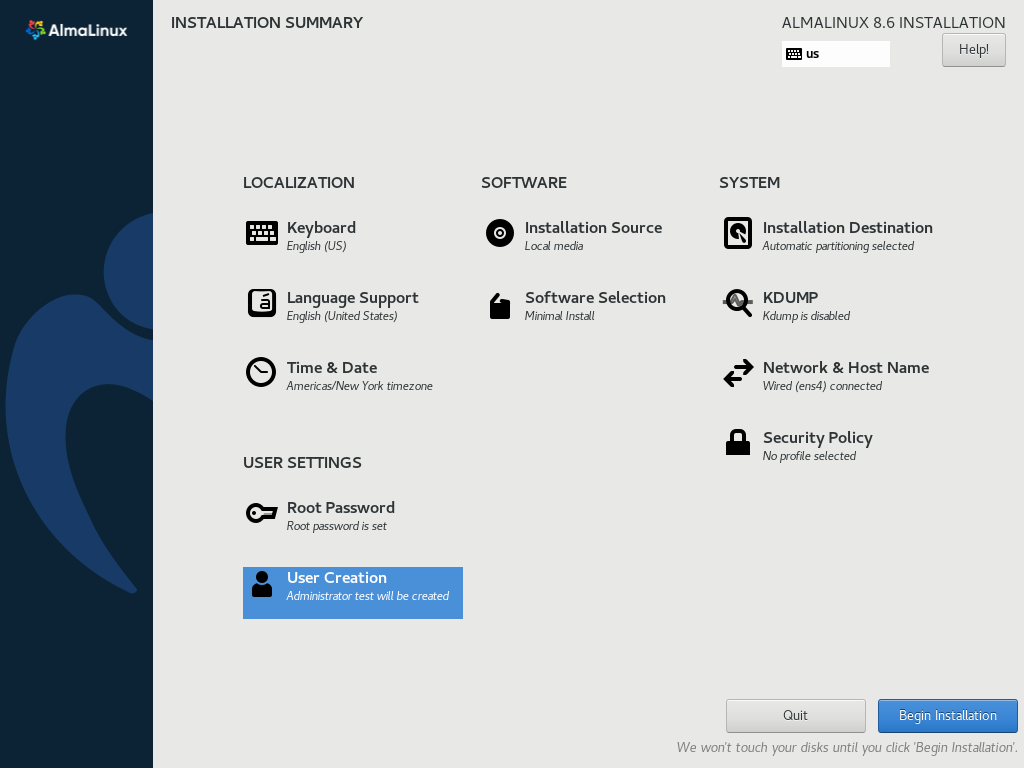 AlmaLinux
INSTALLATION SUMMARY
ALMALINUX 8.6 INSTALLATION
us
Help!
LOCALIZATION
Keyboard
English (US)
Language Support
English (United States)
Time & Date
Americas/New York timezone
SOFTWARE
Installation Source
Local media
Software Selection
Minimal Install
SYSTEM
Installation Destination
Automatic partitioning selected
KDUMP
Kdump is disabled
Network & Host Name
Wired (ens4) connected
Security Policy
No profile selected
USER SETTINGS
Root Password
Root password is set
User Creation
Administrator test will be created
Quit
Begin Installation
We won't touch your disks until you click 'Begin Installation'.